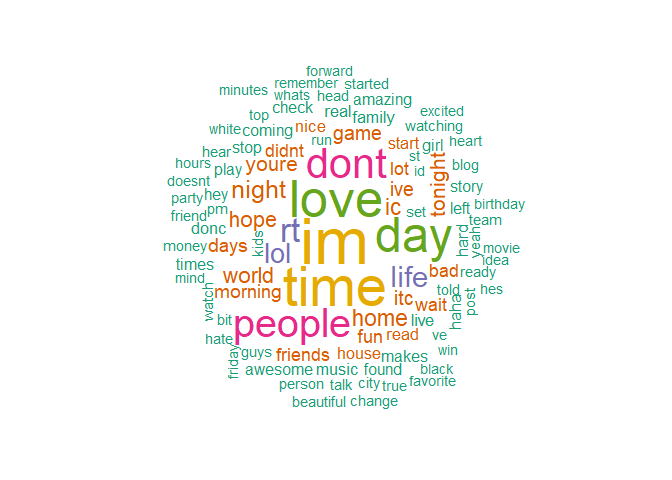 forward
remember started
minutes whats head amazing
check real family excited
top
white coming nice run game watching
hear stop didnt dont start girl heart
hours play youre lot st id blog
doesnt night love ive tonight story
party hey hope ic set left birthday
friend pm rt im day team
donc lol hard yeah
money days kids movie
times world time life bad ready idea
mind morning itc wait told hes
watch bit people home live haha post
hate fun read ve
friday guys friends house makes win
awesome music found black
person talk city true favorite
beautiful change